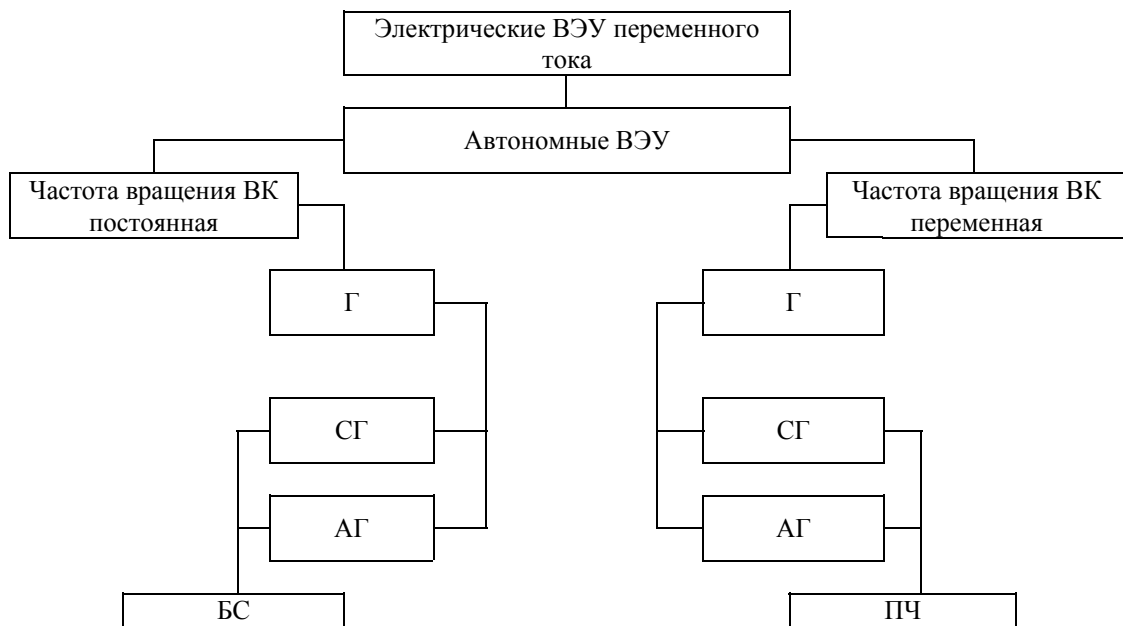 Электрические ВЭУ переменного
тока
Автономные ВЭУ
Частота вращения ВК
постоянная
Частота вращения ВК
переменная
Г
Г
СГ
СГ
АГ
АГ
БС
ПЧ